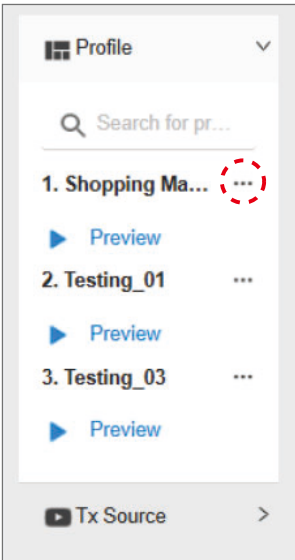 Profile
Search for pr...
1. Shopping Ma... ...
Preview
2. Testing_01 ...
Preview
3. Testing_03 ...
Preview
Tx Source